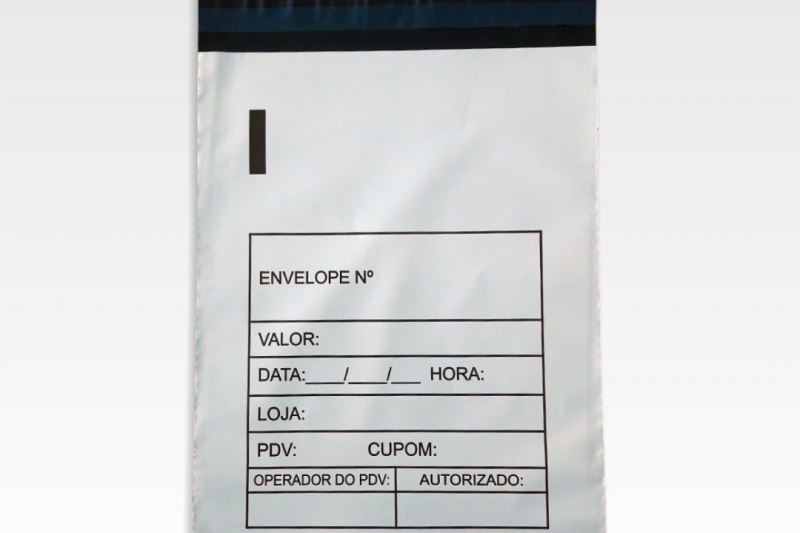 ENVELOPE Nº
VALOR:
DATA:____/____/___ HORA:
LOJA:
PDV: CUPOM:
OPERADOR DO PDV: AUTORIZADO: